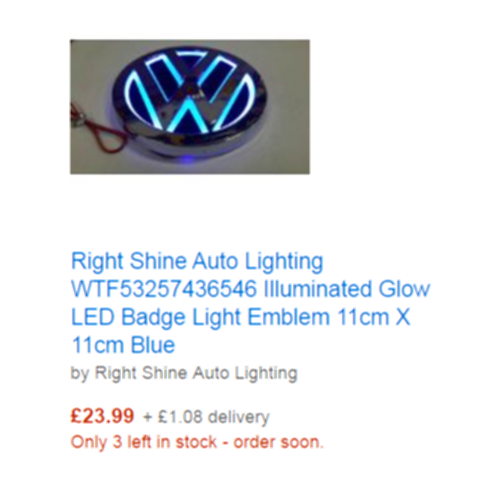 Right Shine Auto Lighting
WTF53257436546 Illuminated Glow
LED Badge Light Emblem 11cm X
11cm Blue
by Right Shine Auto Lighting
£23.99 + £1.08 delivery
Only 3 left in stock - order soon.